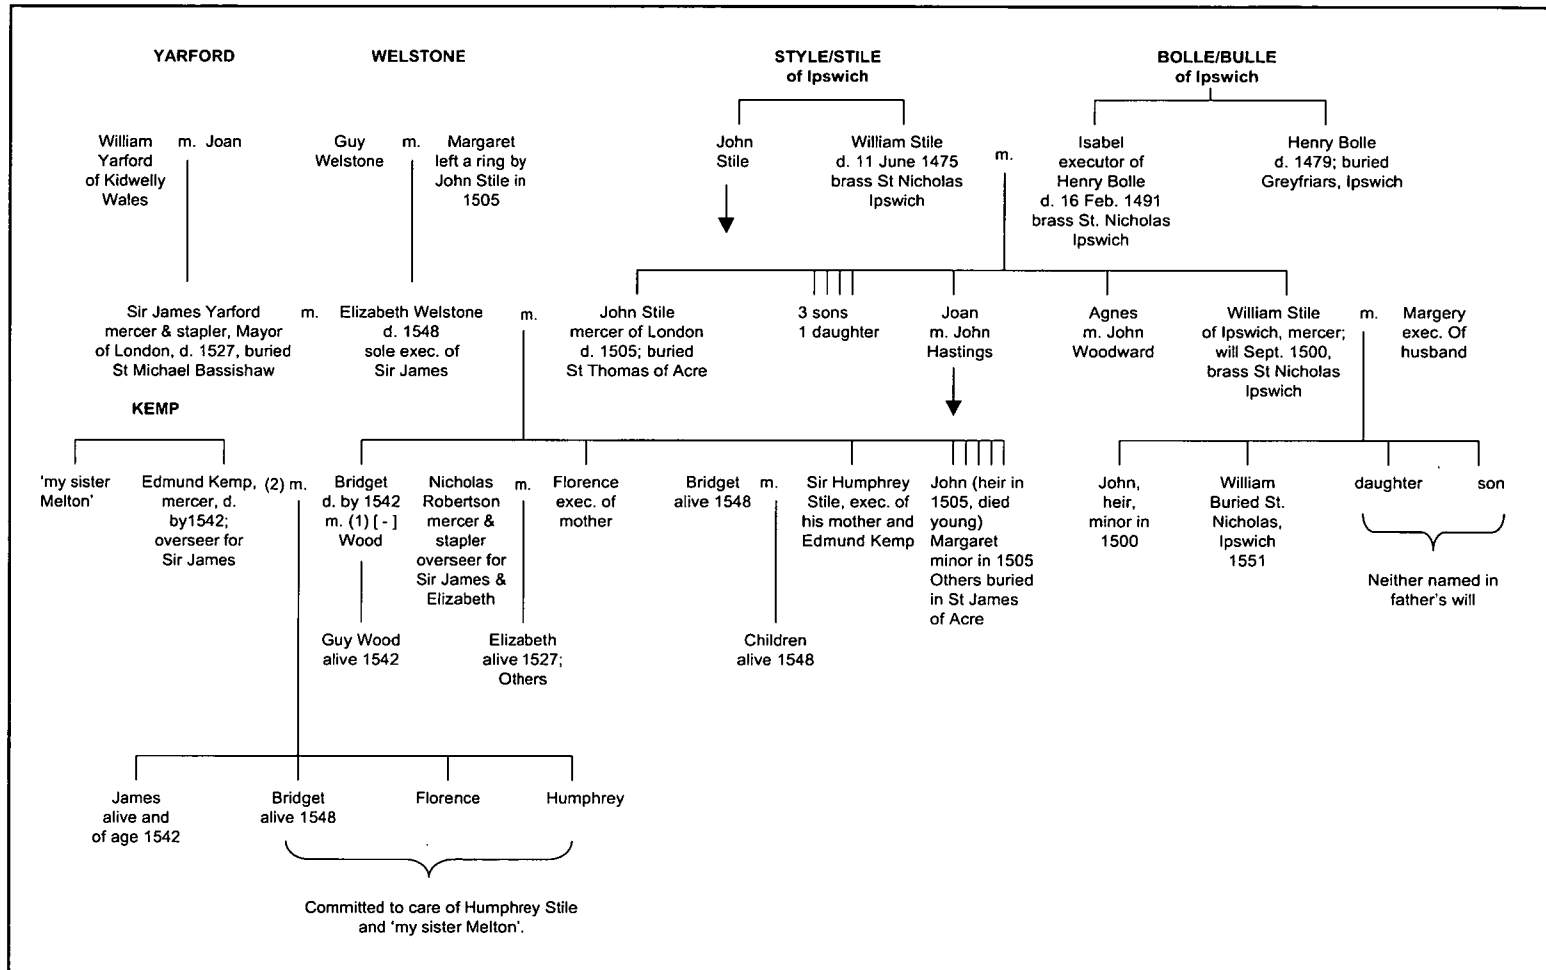 YARFORD
WELSTONE
STYLE/STILE
of Ipswich
BOLLE/BULLE
of Ipswich
William
Yarford
of Kidwelly
Wales
m.
Joan
Guy
Welstone
m.
Margaret
left a ring by
John Stile in
1505
John
Stile
William Stile
d. 11 June 1475
brass St Nicholas
Ipswich
m.
Isabel
executor of
Henry Bolle
d. 16 Feb. 1491
brass St. Nicholas
Ipswich
Henry Bolle
d. 1479; buried
Greyfriars, Ipswich
Sir James Yarford
mercer & stapler, Mayor
of London, d. 1527, buried
St Michael Bassishaw
m.
Elizabeth Welstone
d. 1548
sole exec. of
Sir James
m.
John Stile
mercer of London
d. 1505; buried
St Thomas of Acre
3 sons
1 daughter
Joan
m. John
Hastings
Agnes
m. John
Woodward
William Stile
of Ipswich, mercer;
will Sept. 1500,
brass St Nicholas
Ipswich
m.
Margery
exec. Of
husband
KEMP
'my sister
Melton'
Edmund Kemp,
mercer, d.
by1542;
overseer for
Sir James
(2) m.
Bridget
d. by 1542
m. (1) [ - ]
Wood
Nicholas
Robertson
mercer &
stapler
overseer for
Sir James &
Elizabeth
m.
Florence
exec. of
mother
Bridget
alive 1548
m.
Sir Humphrey
Stile, exec. of
his mother and
Edmund Kemp
John (heir in
1505, died
young)
Margaret
minor in 1505
Others buried
in St James
of Acre
John,
heir,
minor in
1500
William
Buried St.
Nicholas,
Ipswich
1551
daughter
son
Neither named in
father's will
Guy Wood
alive 1542
Elizabeth
alive 1527;
Others
Children
alive 1548
James
alive and
of age 1542
Bridget
alive 1548
Florence
Humphrey
Committed to care of Humphrey Stile
and 'my sister Melton'.